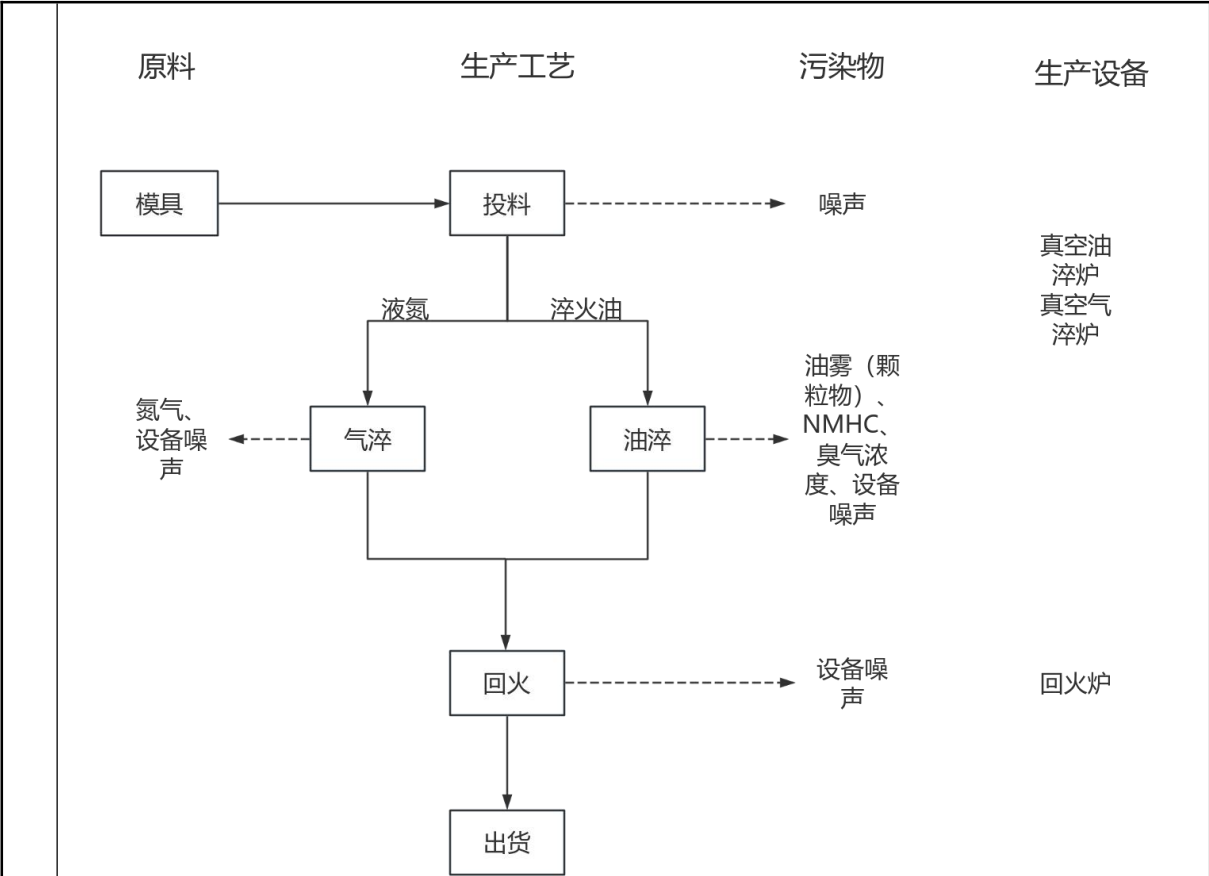 原料
生产工艺
污染物
生产设备
模具
投料
噪声
真空油
淬炉
真空气
淬炉
液氮
淬火油
油雾（颗
粒物）、
NMHC、
臭气浓
度、设备
噪声
氮气、
设备噪
声
气淬
油淬
回火
设备噪
声
回火炉
出货